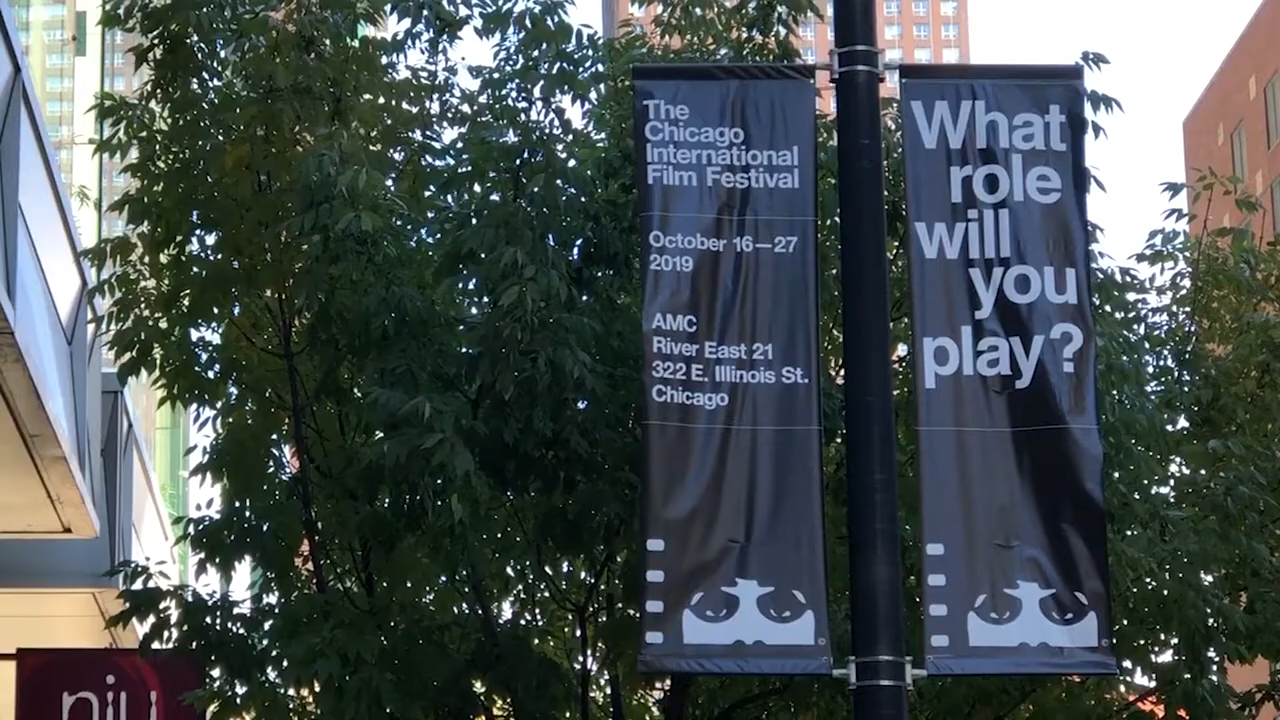 The
Chicago
International
Film Festival
October 16—27
2019
AMC
River East 21
322 E. Illinois St.
Chicago
What
role
will
you
play?
niu